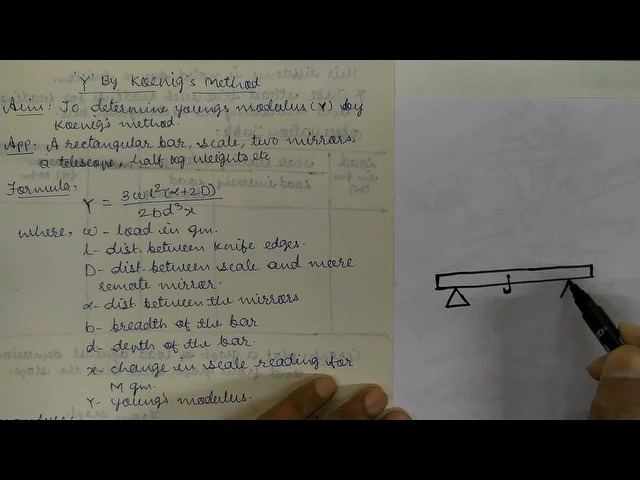 "Y" By Koenig's Method
Aim: To determine youngs modulus (Y) by
Koenig's method.
App: A rectangular bar, scale, two mirrors,
a telescope, half kg weights etc
Formula:
Y = 3wl²(α+2D) / 2bd³x
where, w - load in gm.
l - dist. between knife edges.
D - dist. between scale and more
remote mirror.
α - dist between the mirrors
b - breadth of the bar
d - depth of the bar.
x - change in scale reading for
M gm.
Y - young's modulus.